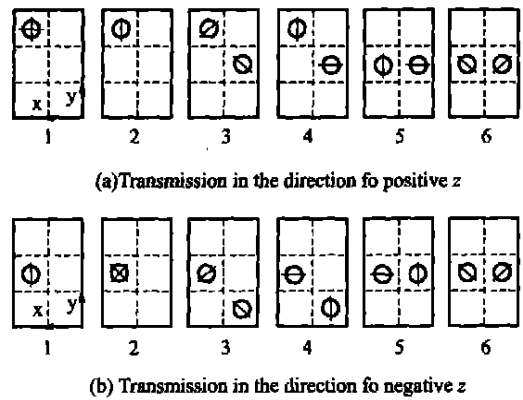 x y
1 2 3 4 5 6
(a)Transmission in the direction fo positive z
x y
1 2 3 4 5 6
(b) Transmission in the direction fo negative z